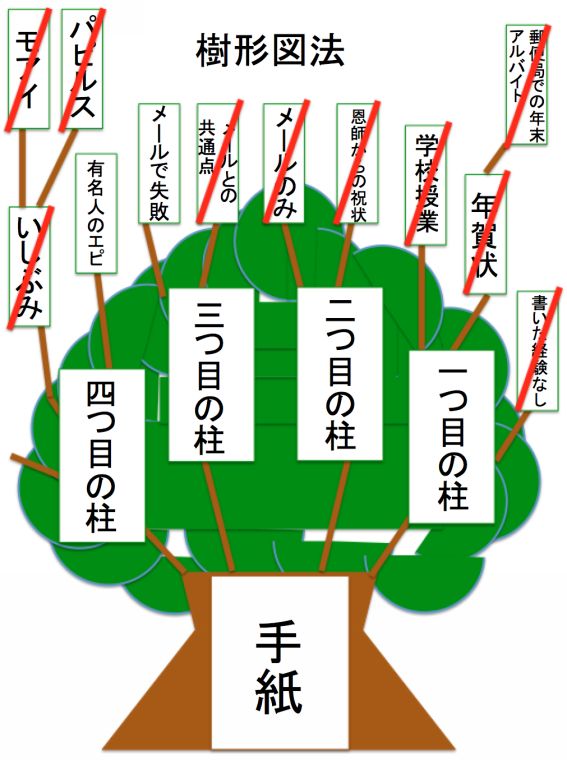 樹形図法
郵便局での年末
アルバイト
年賀状
書いた経験なし
学校授業
一つ目の柱
恩師からの祝状
メールのみ
二つ目の柱
メールとの
共通点
メールで失敗
三つ目の柱
有名人のエピ
パピルス
モアイ
いしぶみ
四つ目の柱
手紙